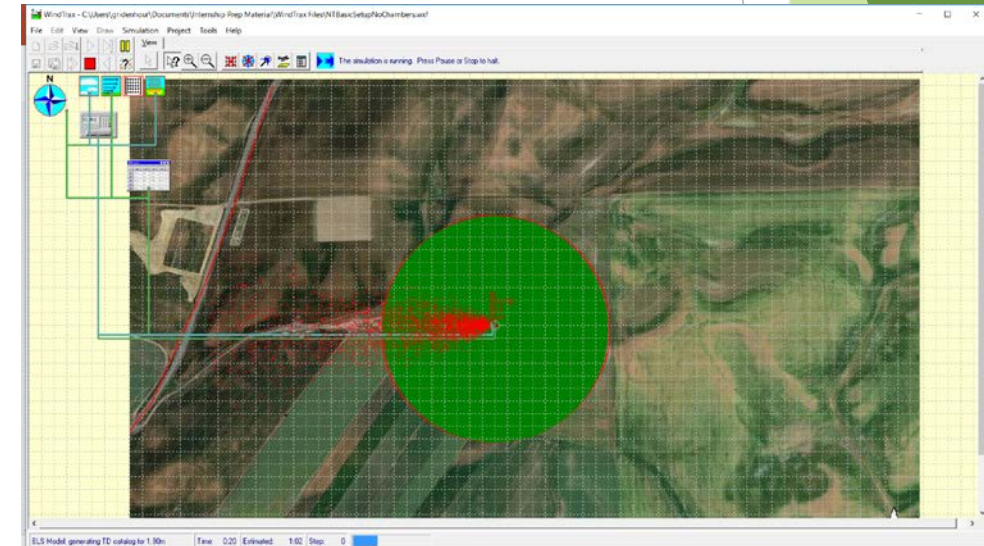 WindTrax - C:\Users\gridenhour\Documents\Internship Prep Material\WindTrax Files\NTBasicSetupNoChambers.wxf
File Edit View Draw Simulation Project Tools Help
View
The simulation is running. Press Pause or Stop to halt.
N
bLS Model: generating TD catalog for 1.90m Time 0:20 Estimated: 1:02 Step: 0